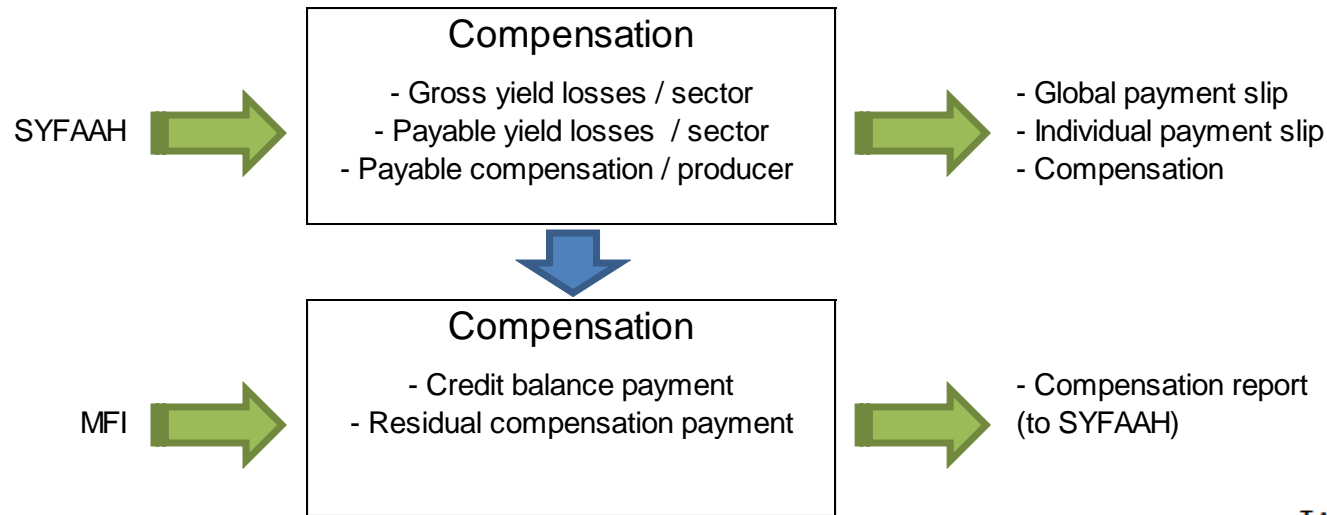 Compensation
- Gross yield losses / sector
- Payable yield losses / sector
- Payable compensation / producer
SYFAAH
- Global payment slip
- Individual payment slip
- Compensation
Compensation
- Credit balance payment
- Residual compensation payment
MFI
- Compensation report
(to SYFAAH)